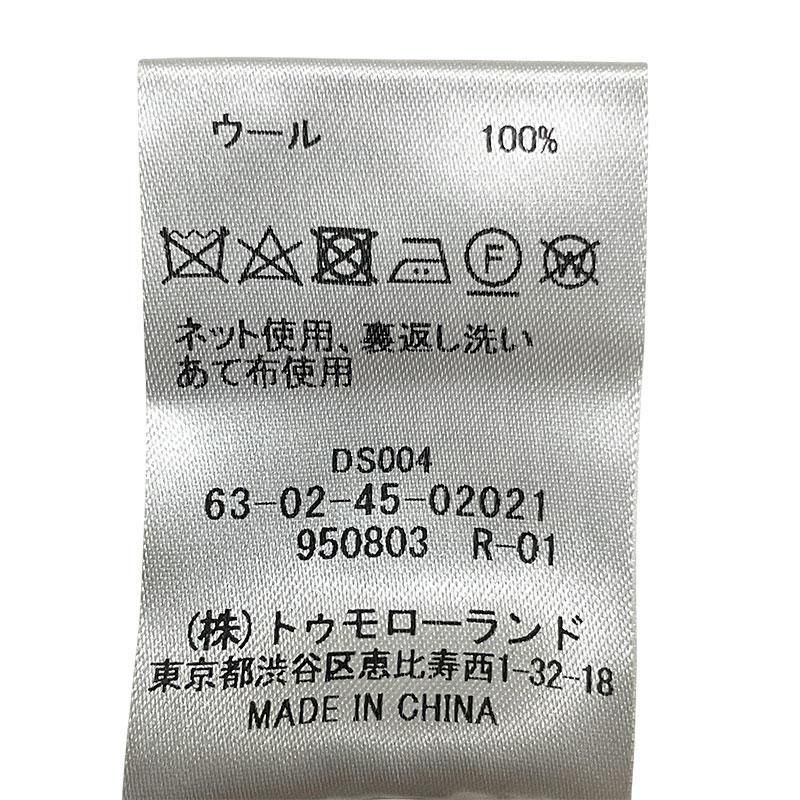 ウール 100%
F W
ネット使用、裏返し洗い
あて布使用
DS004
63-02-45-02021
950803 R-01
(株)トゥモローランド
東京都渋谷区恵比寿西1-32-18
MADE IN CHINA